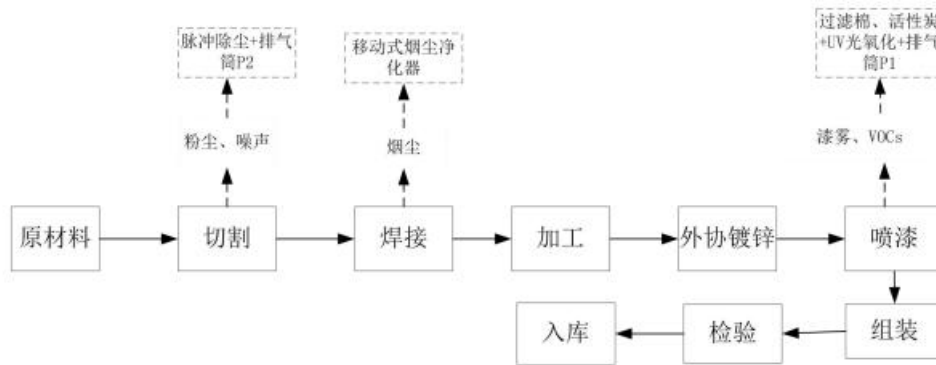 脉冲除尘+排气
筒P2
移动式烟尘净
化器
过滤棉、活性炭
+UV光氧化+排气
筒P1
粉尘、噪声
烟尘
漆雾、VOCs
原材料
切割
焊接
加工
外协镀锌
喷漆
入库
检验
组装